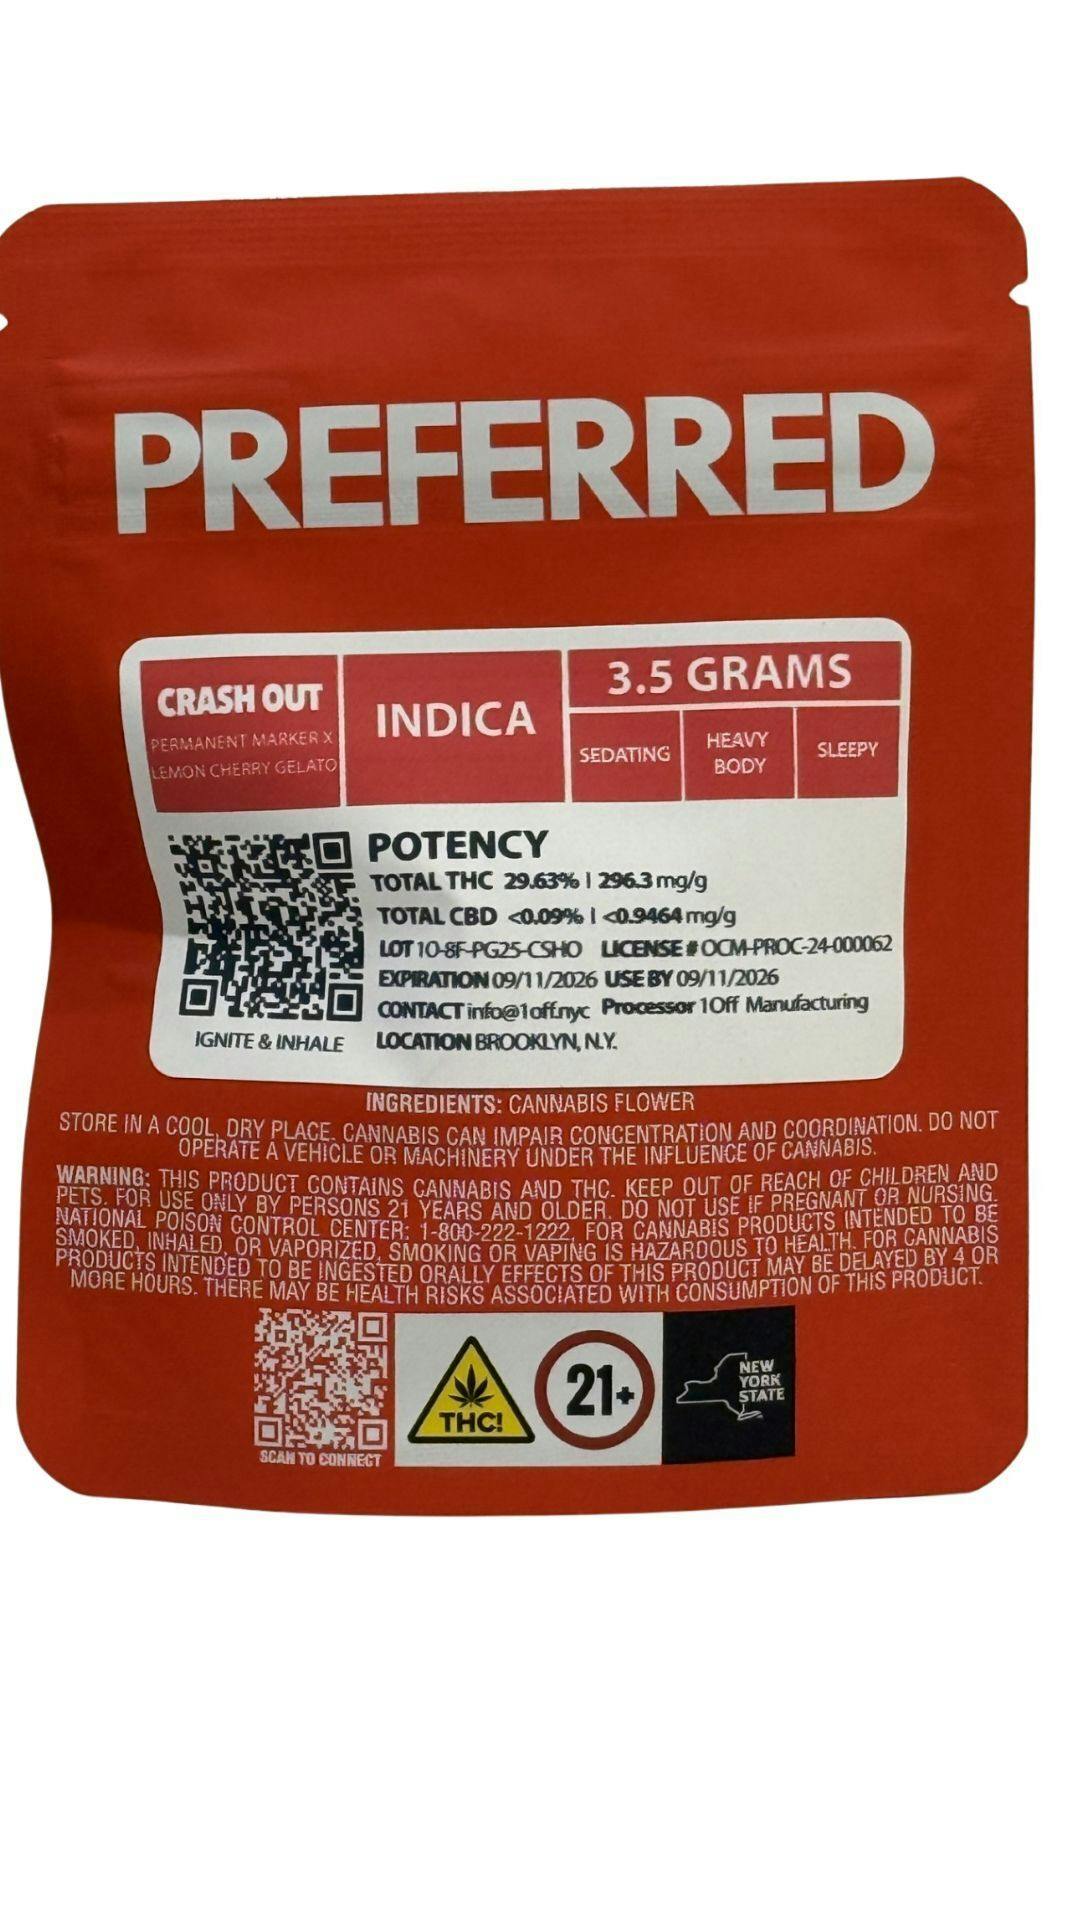 PREFERRED
CRASH OUT
PERMANENT MARKER X
LEMON CHERRY GELATO
INDICA
3.5 GRAMS
SEDATING
HEAVY
BODY
SLEEPY
POTENCY
TOTAL THC 29.63% | 296.3 mg/g
TOTAL CBD <0.09% | <0.9464 mg/g
LOT 1O-8F-PG25-CSHO LICENSE # OCM-PROC-24-000062
EXPIRATION 09/11/2026 USE BY 09/11/2026
CONTACT info@1off.nyc Processor 1Off Manufacturing
LOCATION BROOKLYN, N.Y.
IGNITE & INHALE
INGREDIENTS: CANNABIS FLOWER
STORE IN A COOL, DRY PLACE. CANNABIS CAN IMPAIR CONCENTRATION AND COORDINATION. DO NOT
OPERATE A VEHICLE OR MACHINERY UNDER THE INFLUENCE OF CANNABIS.
WARNING: THIS PRODUCT CONTAINS CANNABIS AND THC. KEEP OUT OF REACH OF CHILDREN AND
PETS. FOR USE ONLY BY PERSONS 21 YEARS AND OLDER. DO NOT USE IF PREGNANT OR NURSING.
NATIONAL POISON CONTROL CENTER: 1-800-222-1222. FOR CANNABIS PRODUCTS INTENDED TO BE
SMOKED, INHALED, OR VAPORIZED, SMOKING OR VAPING IS HAZARDOUS TO HEALTH. FOR CANNABIS
PRODUCTS INTENDED TO BE INGESTED ORALLY EFFECTS OF THIS PRODUCT MAY BE DELAYED BY 4 OR
MORE HOURS. THERE MAY BE HEALTH RISKS ASSOCIATED WITH CONSUMPTION OF THIS PRODUCT.
SCAN TO CONNECT
THC!
21+
NEW
YORK
STATE